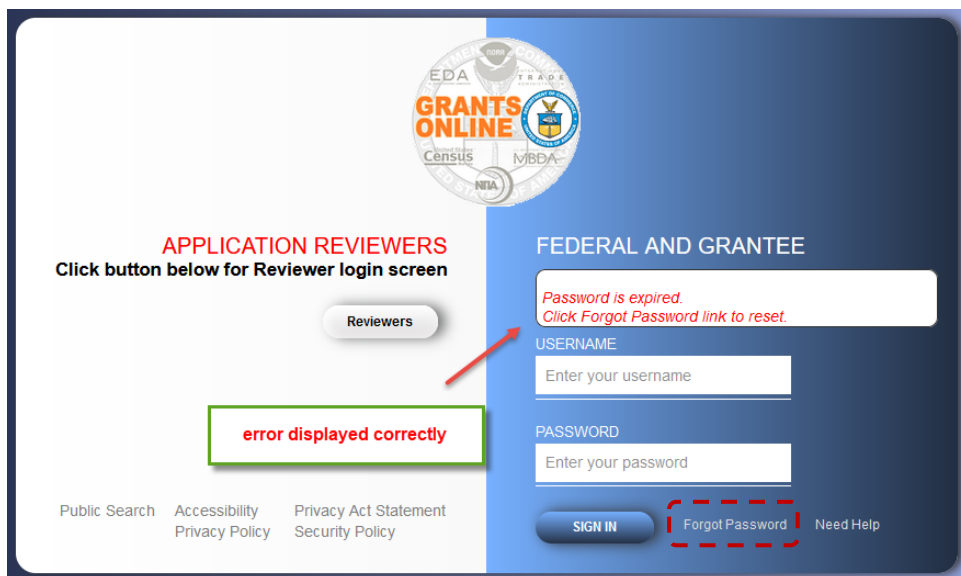 EDA
NOAA
TRADE
GRANTS
ONLINE
United States
Census
MBDA
NTIA
APPLICATION REVIEWERS
Click button below for Reviewer login screen
Reviewers
error displayed correctly
Public Search
Accessibility
Privacy Act Statement
Privacy Policy
Security Policy
FEDERAL AND GRANTEE
Password is expired.
Click Forgot Password link to reset.
USERNAME
Enter your username
PASSWORD
Enter your password
SIGN IN
Forgot Password
Need Help